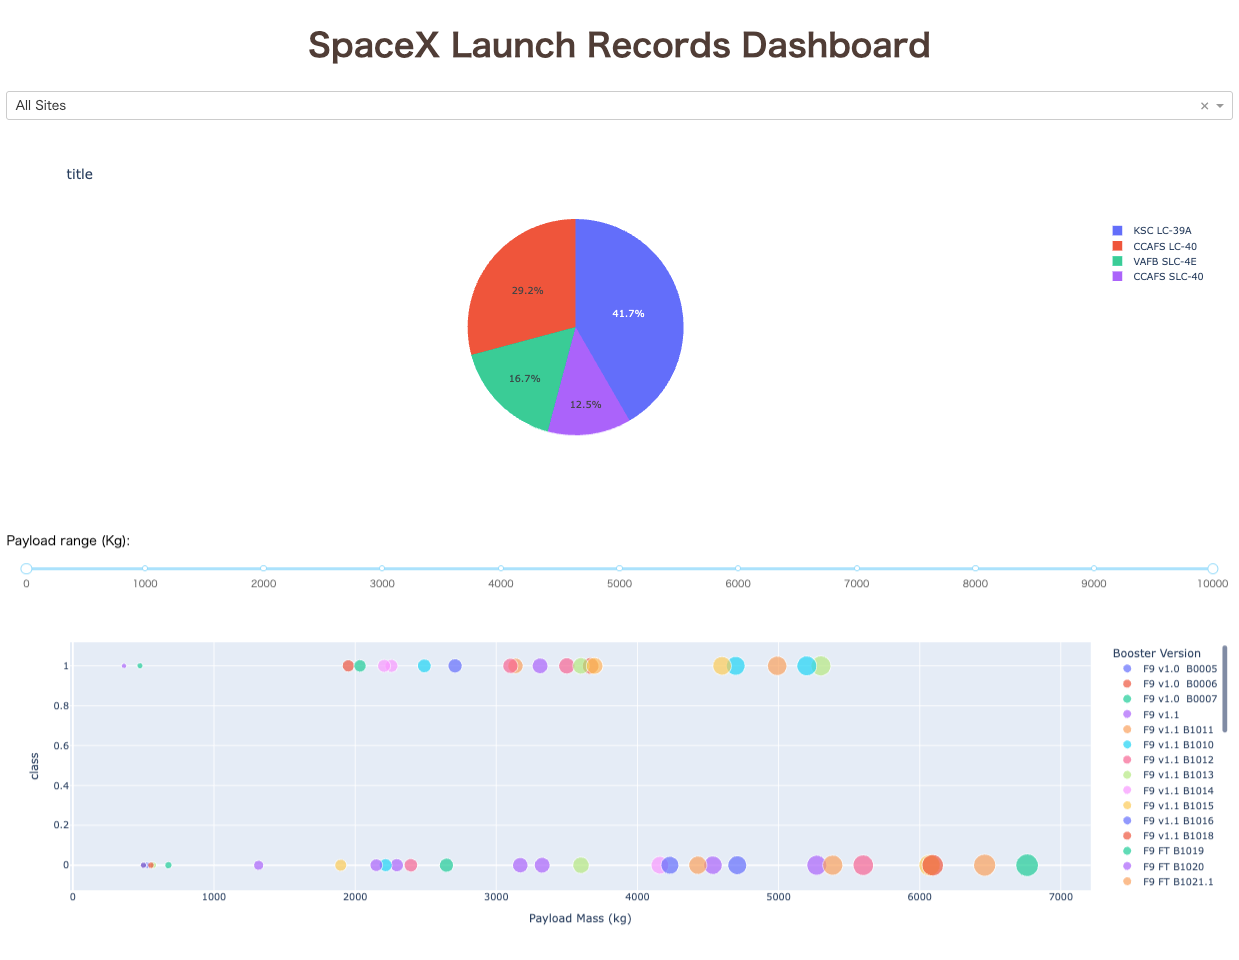 SpaceX Launch Records Dashboard
All Sites
title
KSC LC-39A
CCAFS LC-40
VAFB SLC-4E
CCAFS SLC-40
29.2%
41.7%
16.7%
12.5%
Payload range (Kg):
0 1000 2000 3000 4000 5000 6000 7000 8000 9000 10000
1
0.8
0.6
0.4
0.2
0
class
0 1000 2000 3000 4000 5000 6000 7000
Payload Mass (kg)
Booster Version
F9 v1.0  B0005
F9 v1.0  B0006
F9 v1.0  B0007
F9 v1.1
F9 v1.1 B1011
F9 v1.1 B1010
F9 v1.1 B1012
F9 v1.1 B1013
F9 v1.1 B1014
F9 v1.1 B1015
F9 v1.1 B1016
F9 v1.1 B1018
F9 FT B1019
F9 FT B1020
F9 FT B1021.1